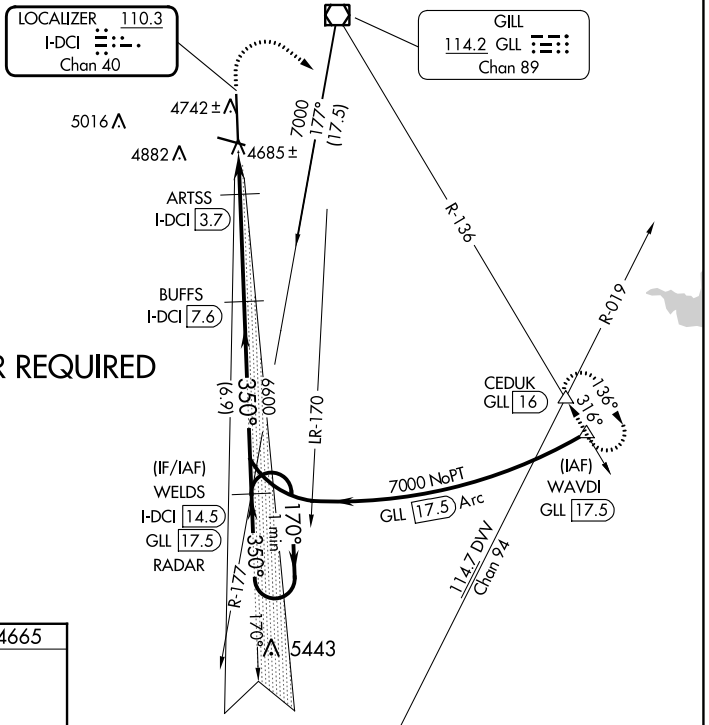 LOCALIZER 110.3
I-DCI
Chan 40
GILL
114.2 GLL
Chan 89
5016
4742 ±
4882
4685 ±
7000
177°
(17.5)
ARTSS
I-DCI 3.7
R-136
BUFFS
I-DCI 7.6
R-019
R REQUIRED
CEDUK
GLL 16
136°
316°
6600
350°
(6.9)
LR-170
(IF/IAF)
WELDS
I-DCI 14.5
GLL 17.5
RADAR
7000 NoPT
GLL 17.5 Arc
(IAF)
WAVDI
GLL 17.5
170°
1 min
350°
114.7 DVV
Chan 94
R-177
170°
5443
4665